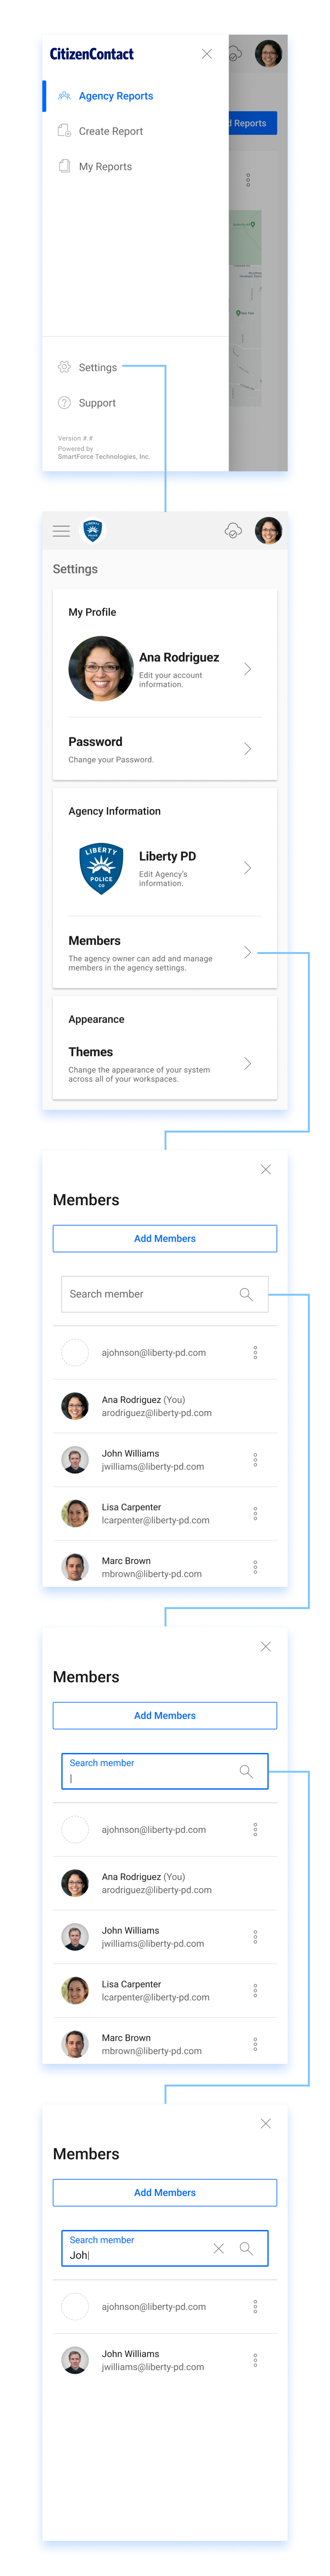 CitizenContact
Agency Reports
d Reports
Create Report
My Reports
Settings
Support
Version #.#
Powered by
SmartForce Technologies, Inc.
LIBERTY
POLICE
Settings
My Profile
Ana Rodriguez
Edit your account
information.
Password
Change your Password.
Agency Information
LIBERTY
POLICE
CO
Liberty PD
Edit Agency's
information.
Members
The agency owner can add and manage
members in the agency settings.
Appearance
Themes
Change the appearance of your system
across all of your workspaces.
Members
Add Members
Search member
ajohnson@liberty-pd.com
Ana Rodriguez (You)
arodriguez@liberty-pd.com
John Williams
jwilliams@liberty-pd.com
Lisa Carpenter
lcarpenter@liberty-pd.com
Marc Brown
mbrown@liberty-pd.com
Members
Add Members
Search member
ajohnson@liberty-pd.com
Ana Rodriguez (You)
arodriguez@liberty-pd.com
John Williams
jwilliams@liberty-pd.com
Lisa Carpenter
lcarpenter@liberty-pd.com
Marc Brown
mbrown@liberty-pd.com
Members
Add Members
Search member
Joh
ajohnson@liberty-pd.com
John Williams
jwilliams@liberty-pd.com